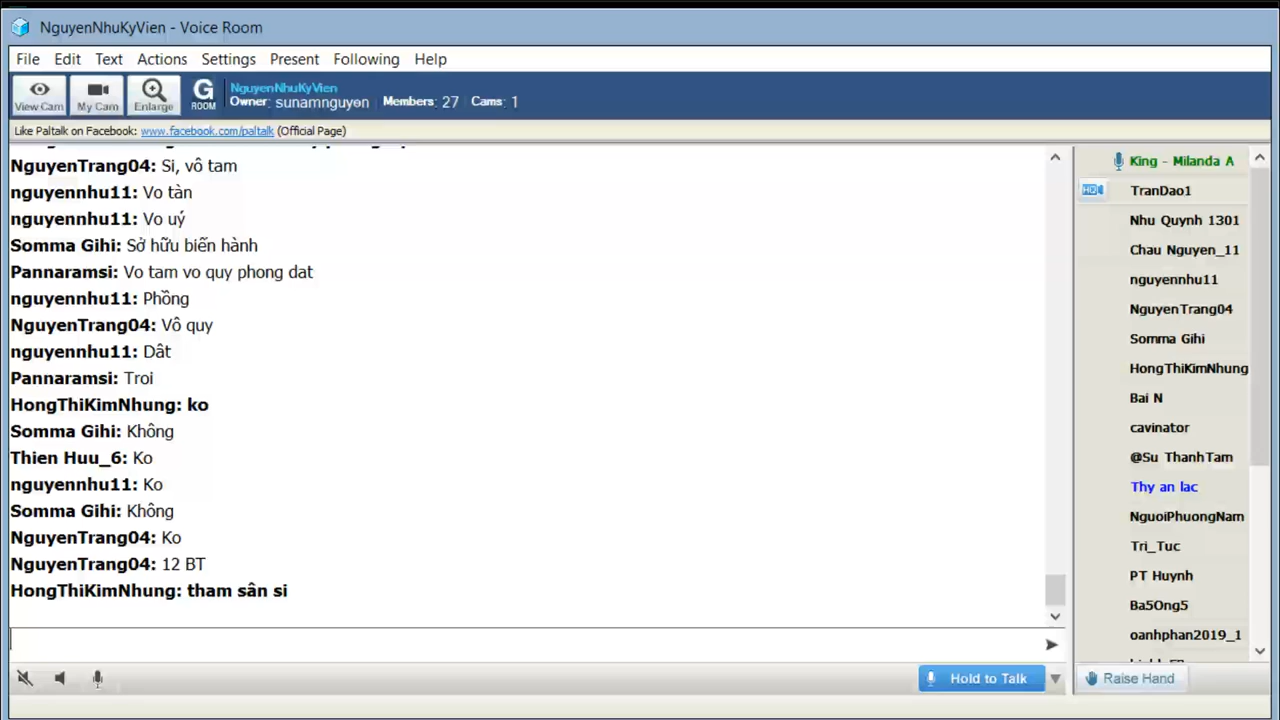 NguyenNhuKyVien - Voice Room
File Edit Text Actions Settings Present Following Help
View Cam My Cam Enlarge G ROOM
NguyenNhuKyVien
Owner: sunamnguyen Members: 27 Cams: 1
Like Paltalk on Facebook: www.facebook.com/paltalk (Official Page)
NguyenTrang04: Si, vô tam
nguyennhu11: Vo tàn
nguyennhu11: Vo uý
Somma Gihi: Sở hữu biến hành
Pannaramsi: Vo tam vo quy phong dat
nguyennhu11: Phồng
NguyenTrang04: Vô quy
nguyennhu11: Dât
Pannaramsi: Troi
HongThiKimNhung: ko
Somma Gihi: Không
Thien Huu_6: Ko
nguyennhu11: Ko
Somma Gihi: Không
NguyenTrang04: Ko
NguyenTrang04: 12 BT
HongThiKimNhung: tham sân si
King - Milanda A
HD
TranDao1
Nhu Quynh 1301
Chau Nguyen_11
nguyennhu11
NguyenTrang04
Somma Gihi
HongThiKimNhung
Bai N
cavinator
@Su ThanhTam
Thy an lac
NguoiPhuongNam
Tri_Tuc
PT Huynh
Ba5Ong5
oanhphan2019_1
Hold to Talk
Raise Hand